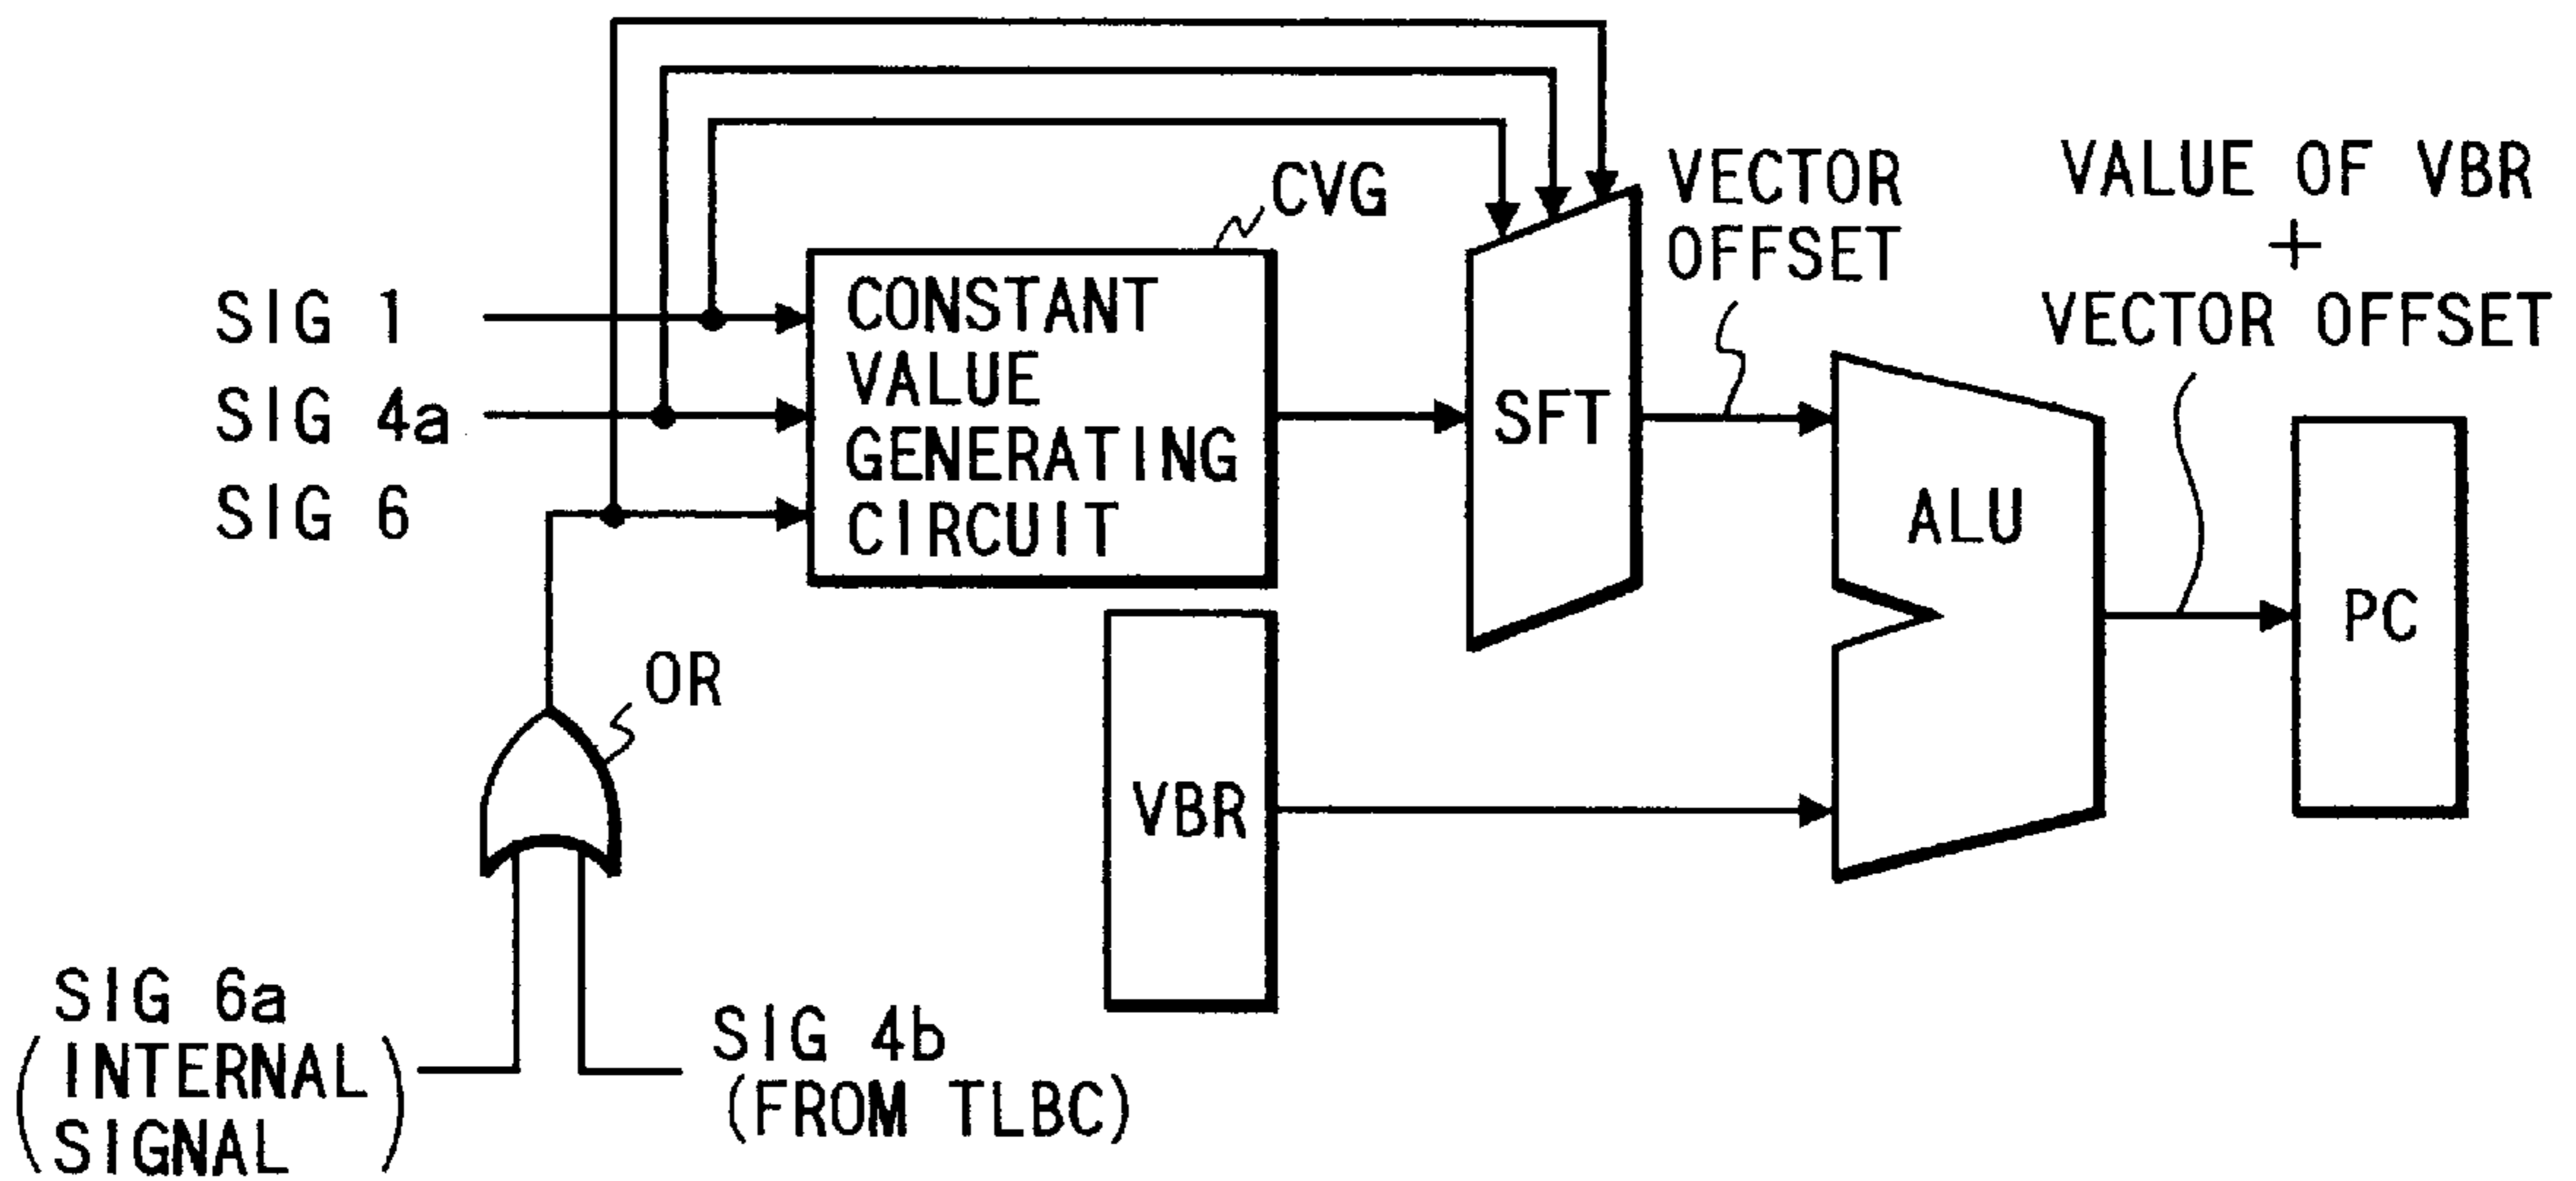 CVG
VECTOR
OFFSET
VALUE OF VBR
+
VECTOR OFFSET
SIG 1
SIG 4a
SIG 6
CONSTANT
VALUE
GENERATING
CIRCUIT
SFT
ALU
PC
OR
VBR
SIG 6a
(INTERNAL
SIGNAL)
SIG 4b
(FROM TLBC)